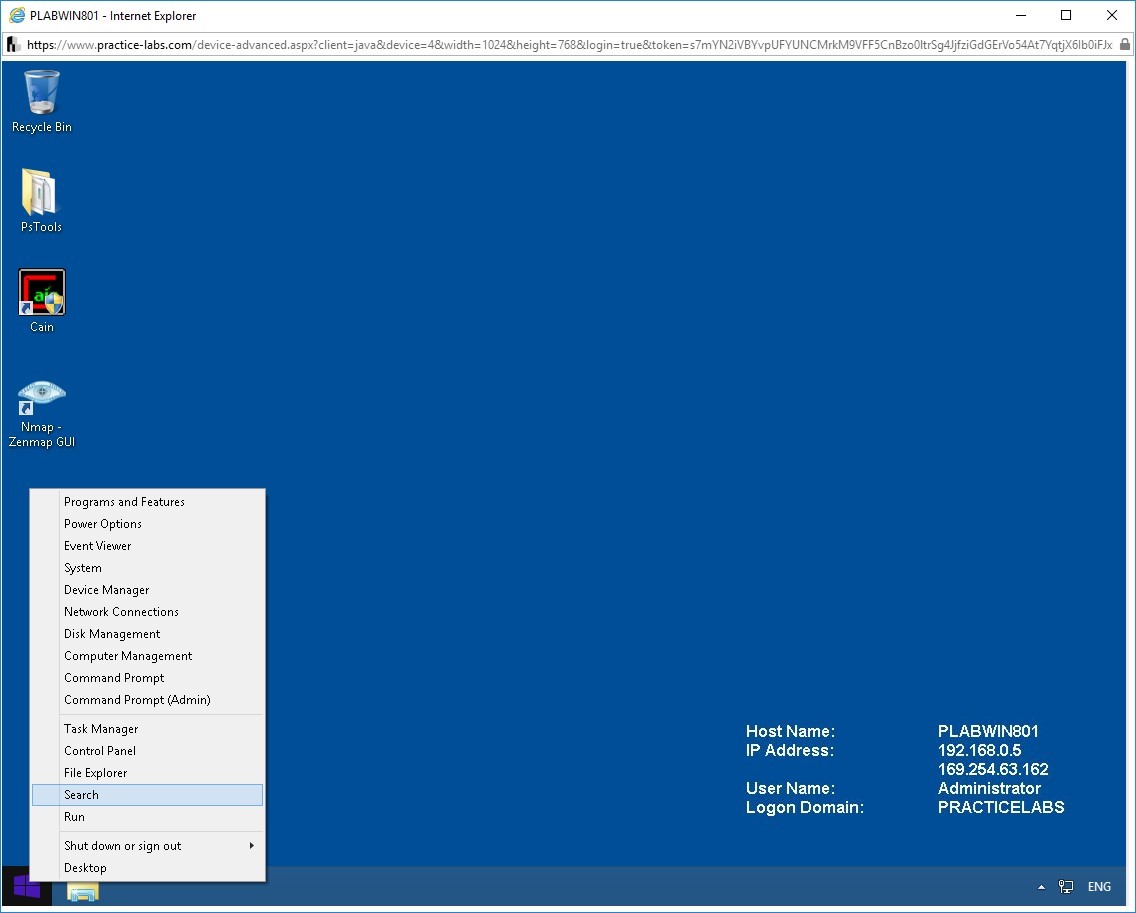 PLABWIN801 - Internet Explorer
https://www.practice-labs.com/device-advanced.aspx?client=java&device=4&width=1024&height=768&login=true&token=s7mYN2iVBYvpUFYUNCMrkM9VFF5CnBzo0ItrSg4JjfziGdGErVo54At7YqtjX6Ib0iFJx
Recycle Bin
PsTools
Cain
Nmap -
Zenmap GUI
Programs and Features
Power Options
Event Viewer
System
Device Manager
Network Connections
Disk Management
Computer Management
Command Prompt
Command Prompt (Admin)
Task Manager
Control Panel
File Explorer
Search
Run
Shut down or sign out
Desktop
Host Name: PLABWIN801
IP Address: 192.168.0.5
169.254.63.162
User Name: Administrator
Logon Domain: PRACTICELABS
ENG